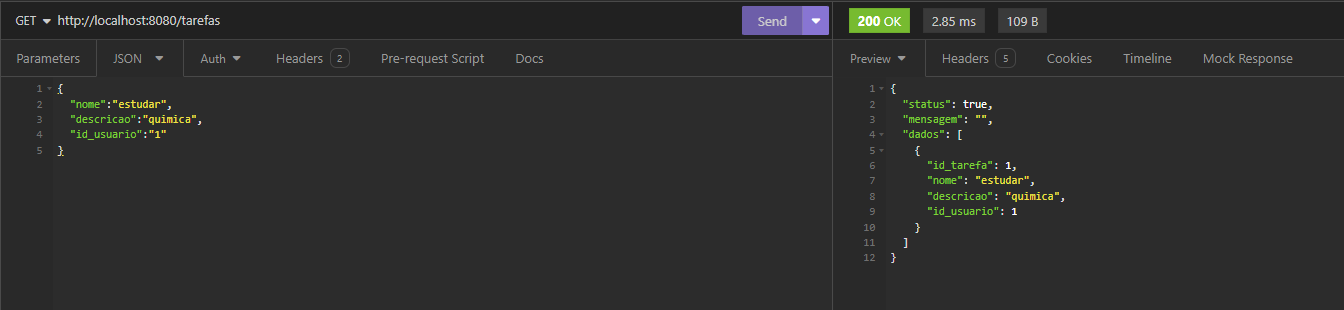 GET http://localhost:8080/tarefas Send
Parameters JSON Auth Headers 2 Pre-request Script Docs
1 {
2 "nome":"estudar",
3 "descricao":"quimica",
4 "id_usuario":"1"
5 }
200 OK 2.85 ms 109 B
Preview Headers 5 Cookies Timeline Mock Response
1 {
2 "status": true,
3 "mensagem": "",
4 "dados": [
5 {
6 "id_tarefa": 1,
7 "nome": "estudar",
8 "descricao": "quimica",
9 "id_usuario": 1
10 }
11 ]
12 }